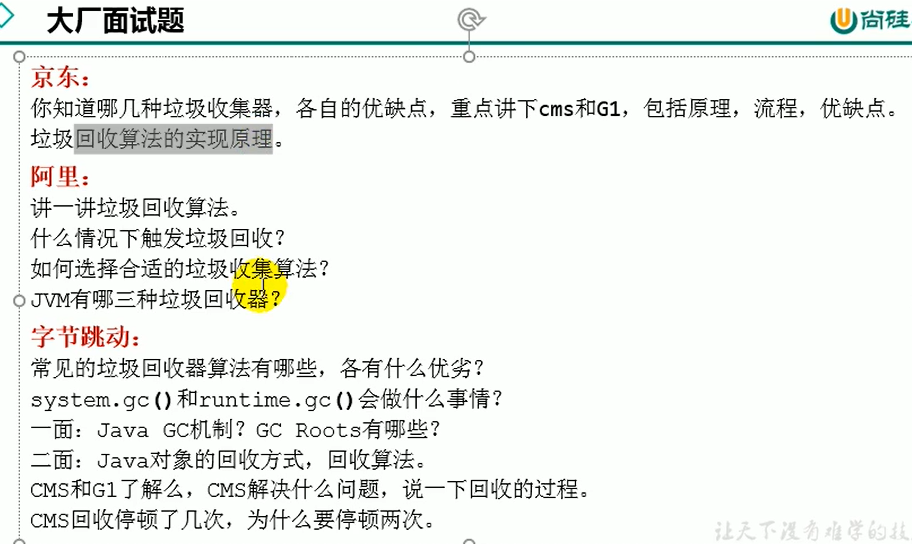 大厂面试题
尚硅
京东：
你知道哪几种垃圾收集器，各自的优缺点，重点讲下cms和G1，包括原理，流程，优缺点。
垃圾回收算法的实现原理。
阿里：
讲一讲垃圾回收算法。
什么情况下触发垃圾回收？
如何选择合适的垃圾收集算法？
JVM有哪三种垃圾回收器？
字节跳动：
常见的垃圾回收器算法有哪些，各有什么优劣？
system.gc()和runtime.gc()会做什么事情？
一面：Java GC机制？GC Roots有哪些？
二面：Java对象的回收方式，回收算法。
CMS和G1了解么，CMS解决什么问题，说一下回收的过程。
CMS回收停顿了几次，为什么要停顿两次。
让天下没有难学的技